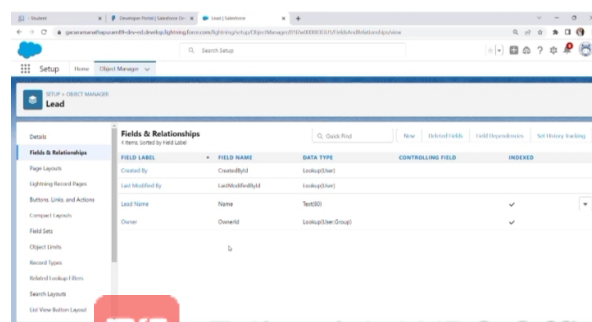 Student
Developer Portal | Salesforce De
Lead | Salesforce
Search Setup
Setup
Home
Object Manager
SETUP > OBJECT MANAGER
Lead
Details
Fields & Relationships
Page Layouts
Lightning Record Pages
Buttons, Links, and Actions
Compact Layouts
Field Sets
Object Limits
Record Types
Related Lookup Filters
Search Layouts
List View Button Layout
Fields & Relationships
4 Items, Sorted by Field Label
Quick Find
New
Deleted Fields
Field Dependencies
Set History Tracking
FIELD LABEL FIELD NAME DATA TYPE CONTROLLING FIELD INDEXED
Created By CreatedById Lookup(User)
Last Modified By LastModifiedById Lookup(User)
Lead Name Name Text(80)
Owner OwnerId Lookup(User,Group)